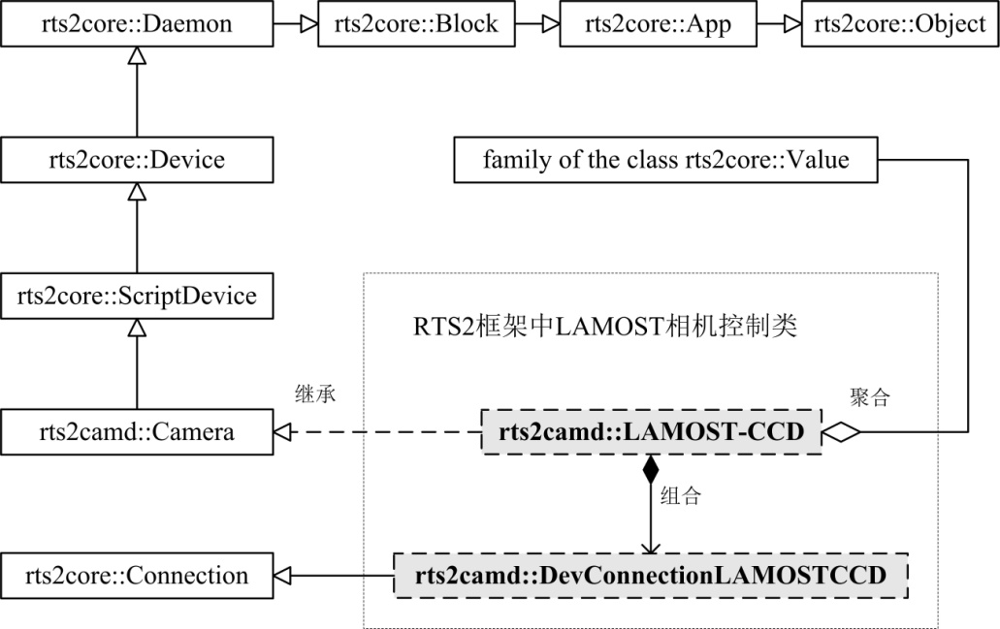 rts2core::Daemon
rts2core::Block
rts2core::App
rts2core::Object
rts2core::Device
family of the class rts2core::Value
rts2core::ScriptDevice
RTS2框架中LAMOST相机控制类
继承
聚合
rts2camd::Camera
rts2camd::LAMOST-CCD
组合
rts2core::Connection
rts2camd::DevConnectionLAMOSTCCD